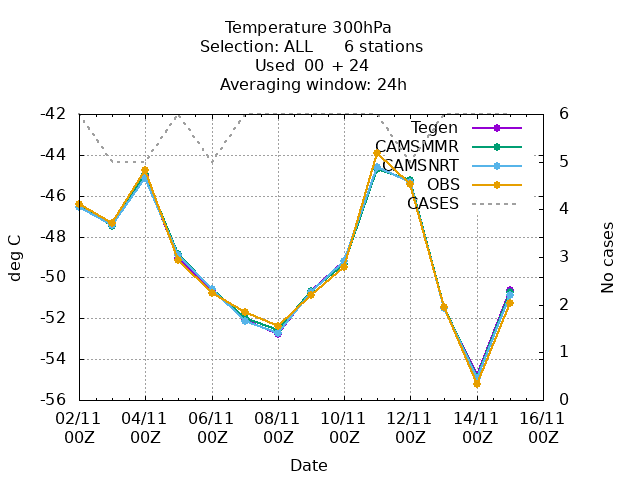 Temperature 300hPa
Selection: ALL 6 stations
Used 00 + 24
Averaging window: 24h
-42
-44
-46
-48
-50
-52
-54
-56
6
5
4
3
2
1
0
Tegen
CAMSMMR
CAMSNRT
OBS
CASES
deg C
No cases
02/11 04/11 06/11 08/11 10/11 12/11 14/11 16/11
00Z 00Z 00Z 00Z 00Z 00Z 00Z 00Z
Date